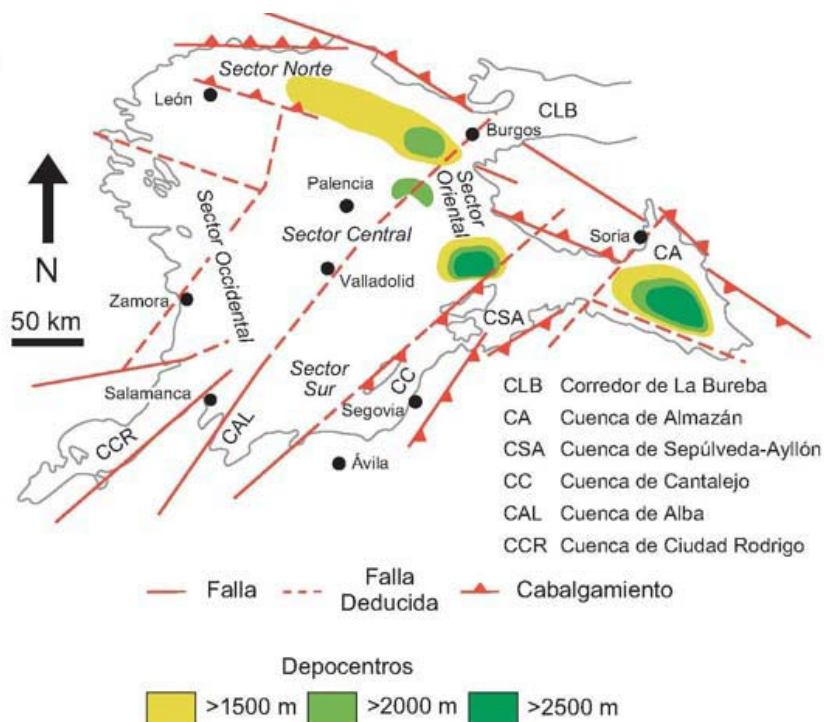 Sector Norte
León
CLB
Burgos
Palencia
Sector
Oriental
Sector Occidental
Sector Central
Soria
CA
N
Valladolid
Zamora
50 km
CSA
Sector
Sur
CC
Salamanca
Segovia
CAL
CCR
Ávila
CLB Corredor de La Bureba
CA Cuenca de Almazán
CSA Cuenca de Sepúlveda-Ayllón
CC Cuenca de Cantalejo
CAL Cuenca de Alba
CCR Cuenca de Ciudad Rodrigo
Falla
Falla
Deducida
Cabalgamiento
Depocentros
>1500 m >2000 m >2500 m